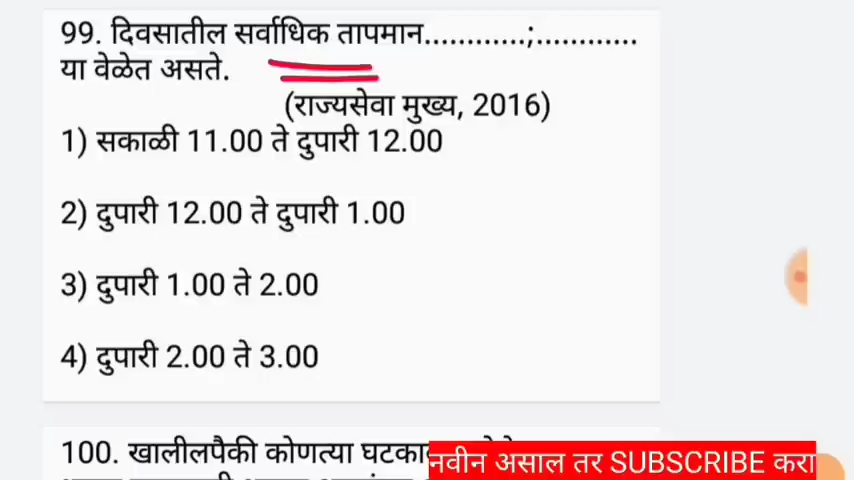 99. दिवसातील सर्वाधिक तापमान............;............
या वेळेत असते.
(राज्यसेवा मुख्य, 2016)
1) सकाळी 11.00 ते दुपारी 12.00
2) दुपारी 12.00 ते दुपारी 1.00
3) दुपारी 1.00 ते 2.00
4) दुपारी 2.00 ते 3.00
100. खालीलपैकी कोणत्या
नवीन असाल तर SUBSCRIBE करा